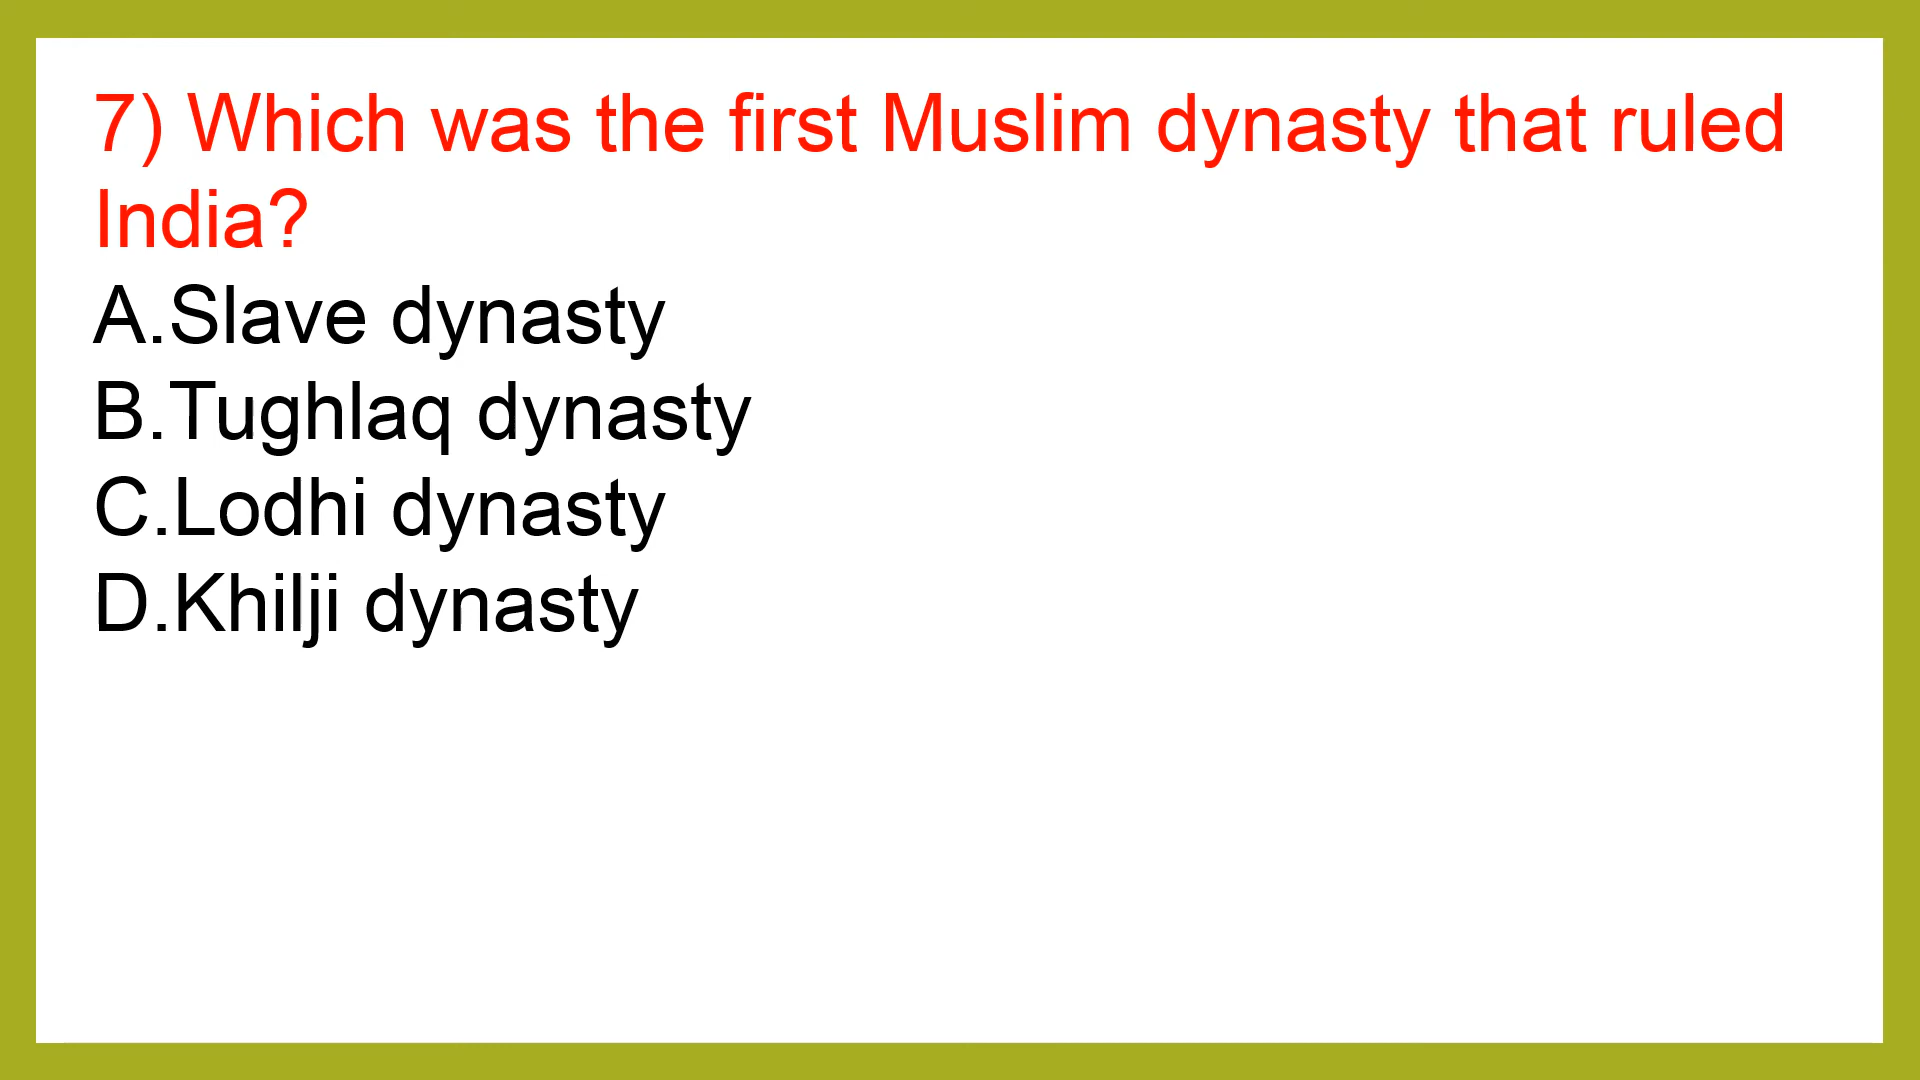 7) Which was the first Muslim dynasty that ruled
India?
A.Slave dynasty
B.Tughlaq dynasty
C.Lodhi dynasty
D.Khilji dynasty